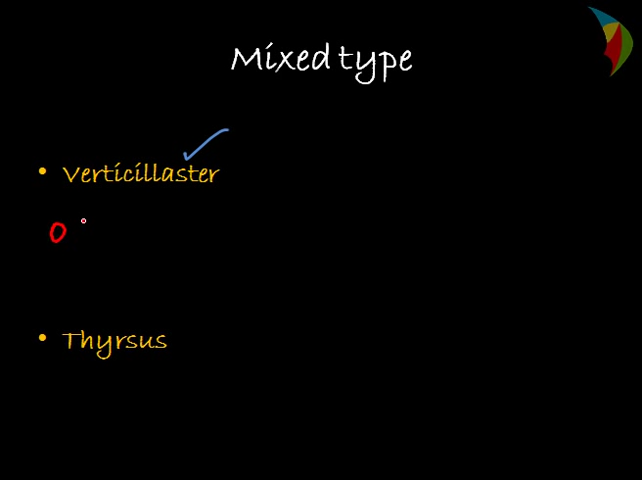 Mixed type
• Verticillaster
O
• Thyrsus